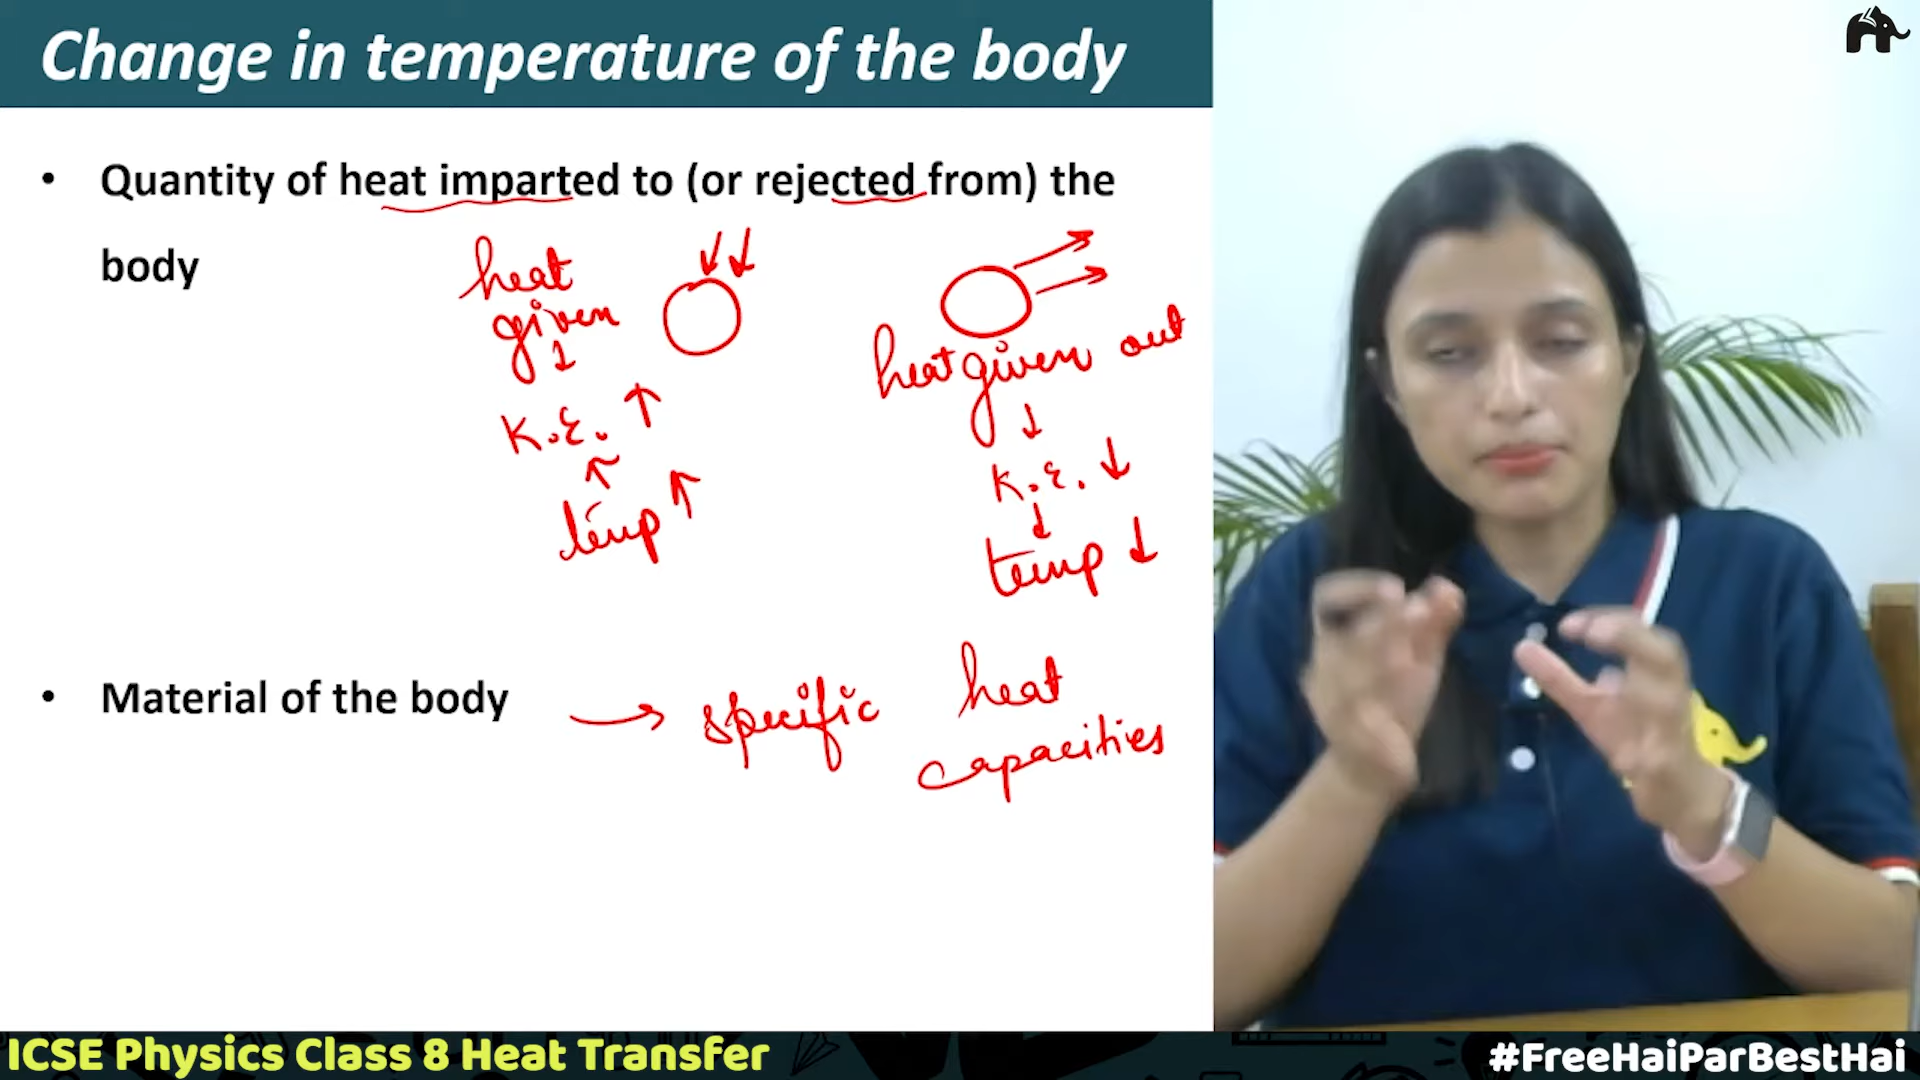 Change in temperature of the body
• Quantity of heat imparted to (or rejected from) the
body
heat
given
K.E. ↑
temp ↑
heat given out
K.E. ↓
temp ↓
• Material of the body → specific heat
capacities
ICSE Physics Class 8 Heat Transfer
#FreeHaiParBestHai